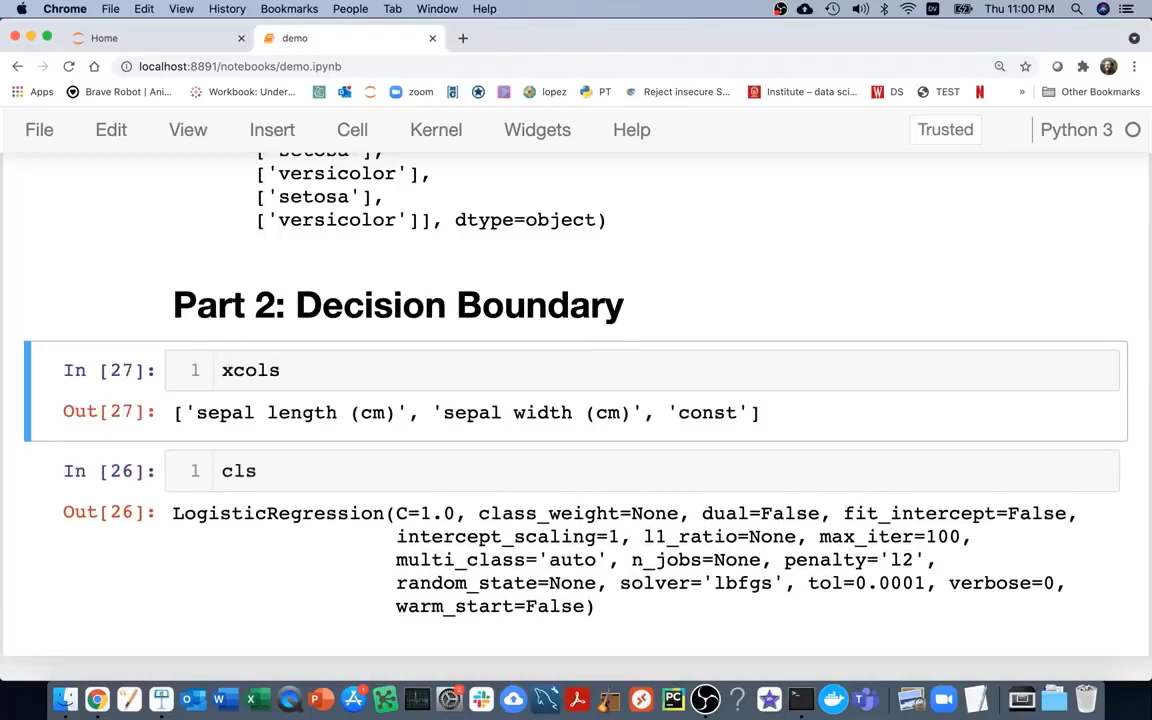 Chrome File Edit View History Bookmarks People Tab Window Help DV Thu 11:00 PM
Home demo
localhost:8891/notebooks/demo.ipynb
Apps Brave Robot | Ani... Workbook: Under... zoom lopez PT Reject insecure S... Institute – data sci... W DS TEST N » Other Bookmarks
File Edit View Insert Cell Kernel Widgets Help Trusted Python 3
['setosa'],
['versicolor'],
['setosa'],
['versicolor']], dtype=object)
Part 2: Decision Boundary
In [27]: 1 xcols
Out[27]: ['sepal length (cm)', 'sepal width (cm)', 'const']
In [26]: 1 cls
Out[26]: LogisticRegression(C=1.0, class_weight=None, dual=False, fit_intercept=False,
intercept_scaling=1, l1_ratio=None, max_iter=100,
multi_class='auto', n_jobs=None, penalty='l2',
random_state=None, solver='lbfgs', tol=0.0001, verbose=0,
warm_start=False)